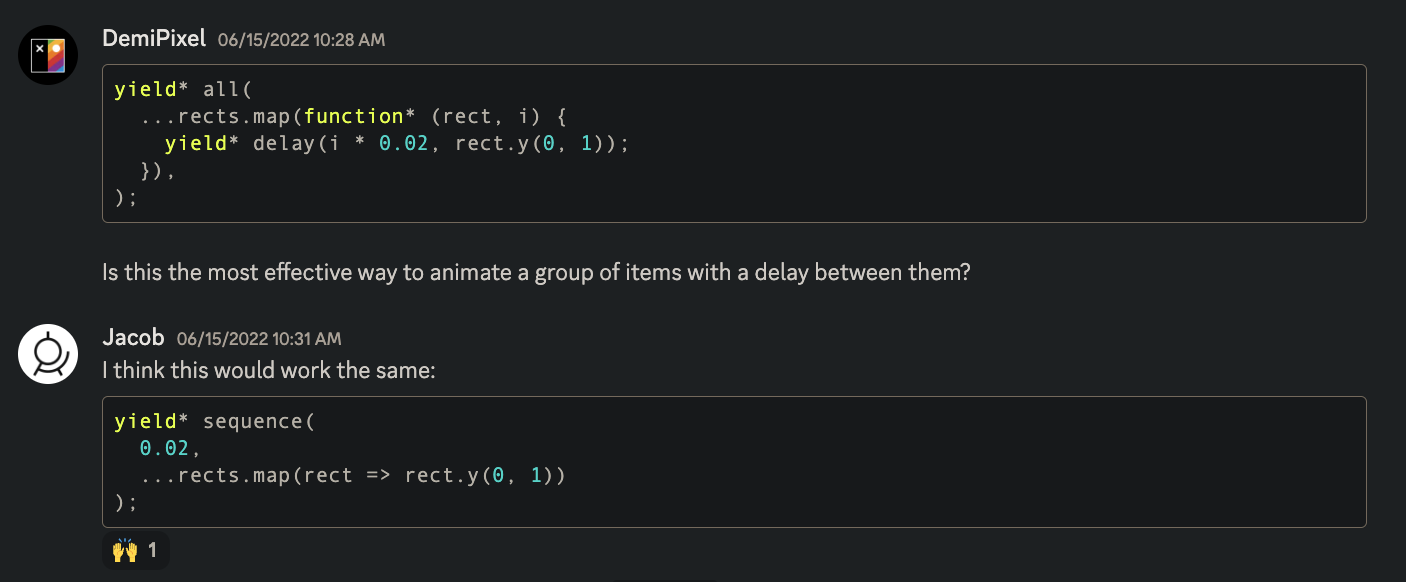 DemiPixel 06/15/2022 10:28 AM
yield* all(
  ...rects.map(function* (rect, i) {
    yield* delay(i * 0.02, rect.y(0, 1));
  }),
);
Is this the most effective way to animate a group of items with a delay between them?
Jacob 06/15/2022 10:31 AM
I think this would work the same:
yield* sequence(
  0.02,
  ...rects.map(rect => rect.y(0, 1))
);
🙌 1